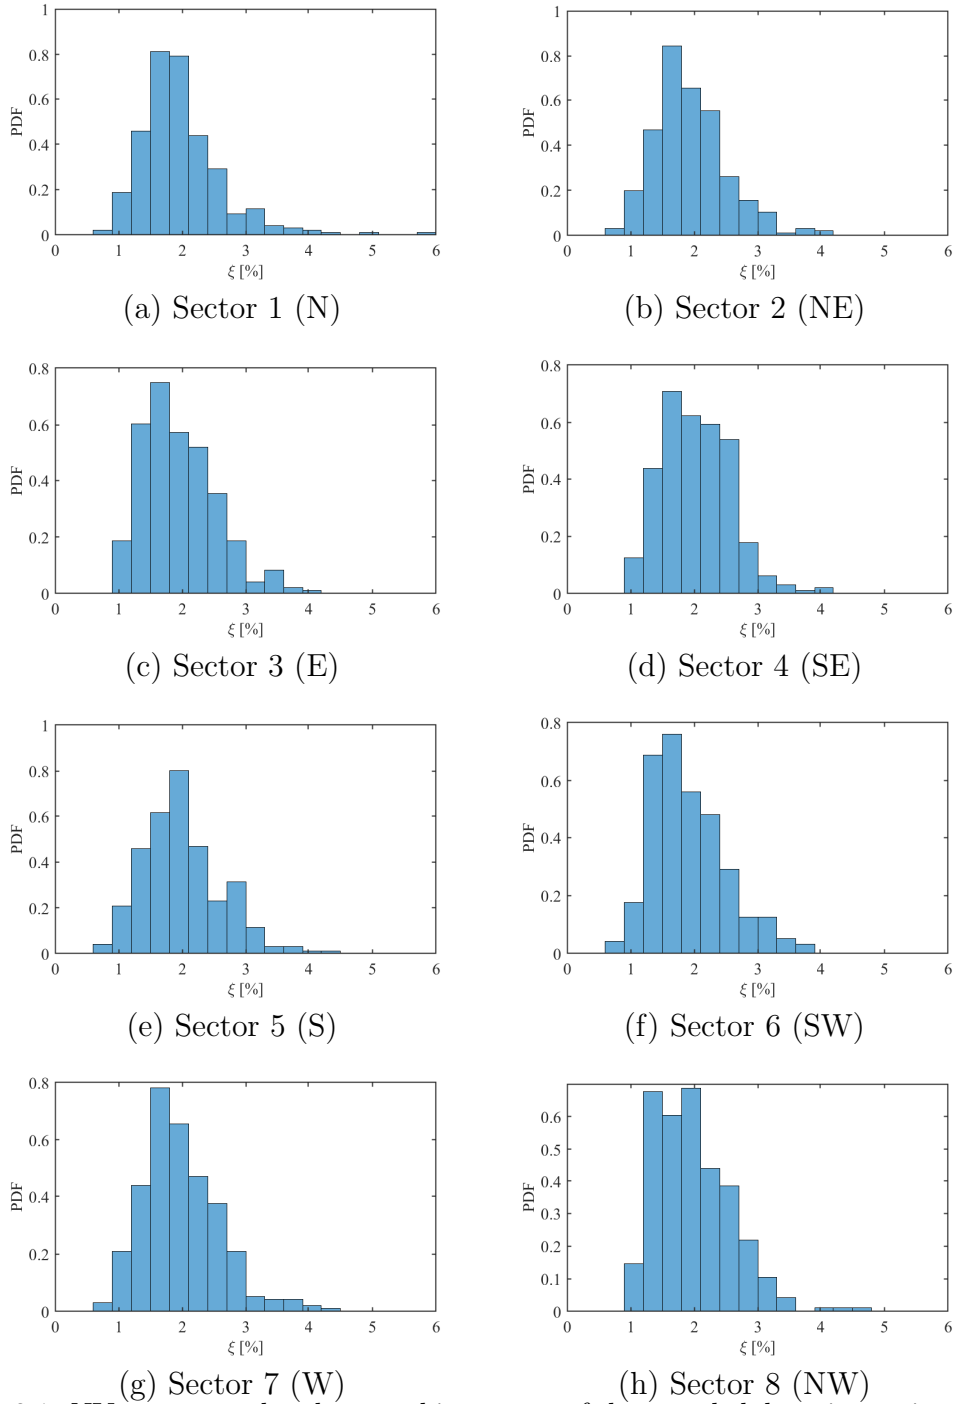 1
0.8
0.6
0.4
0.2
0
PDF
0 1 2 3 4 5 6
ξ [%]
(a) Sector 1 (N)
1
0.8
0.6
0.4
0.2
0
PDF
0 1 2 3 4 5 6
ξ [%]
(b) Sector 2 (NE)
0.8
0.6
0.4
0.2
0
PDF
0 1 2 3 4 5 6
ξ [%]
(c) Sector 3 (E)
0.8
0.6
0.4
0.2
0
PDF
0 1 2 3 4 5 6
ξ [%]
(d) Sector 4 (SE)
1
0.8
0.6
0.4
0.2
0
PDF
0 1 2 3 4 5 6
ξ [%]
(e) Sector 5 (S)
0.8
0.6
0.4
0.2
0
PDF
0 1 2 3 4 5 6
ξ [%]
(f) Sector 6 (SW)
0.8
0.6
0.4
0.2
0
PDF
0 1 2 3 4 5 6
ξ [%]
(g) Sector 7 (W)
0.6
0.5
0.4
0.3
0.2
0.1
0
PDF
0 1 2 3 4 5 6
ξ [%]
(h) Sector 8 (NW)